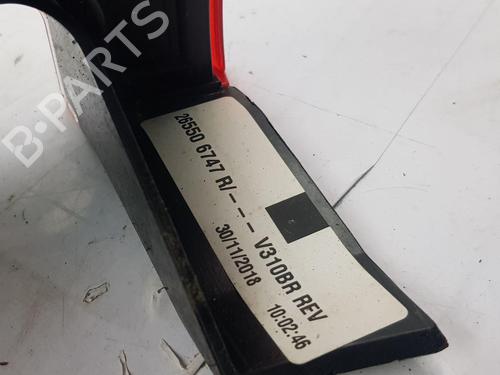 B-PARTS
26550 6747 R/--- V310BR REV
30/11/2018 10:02:46